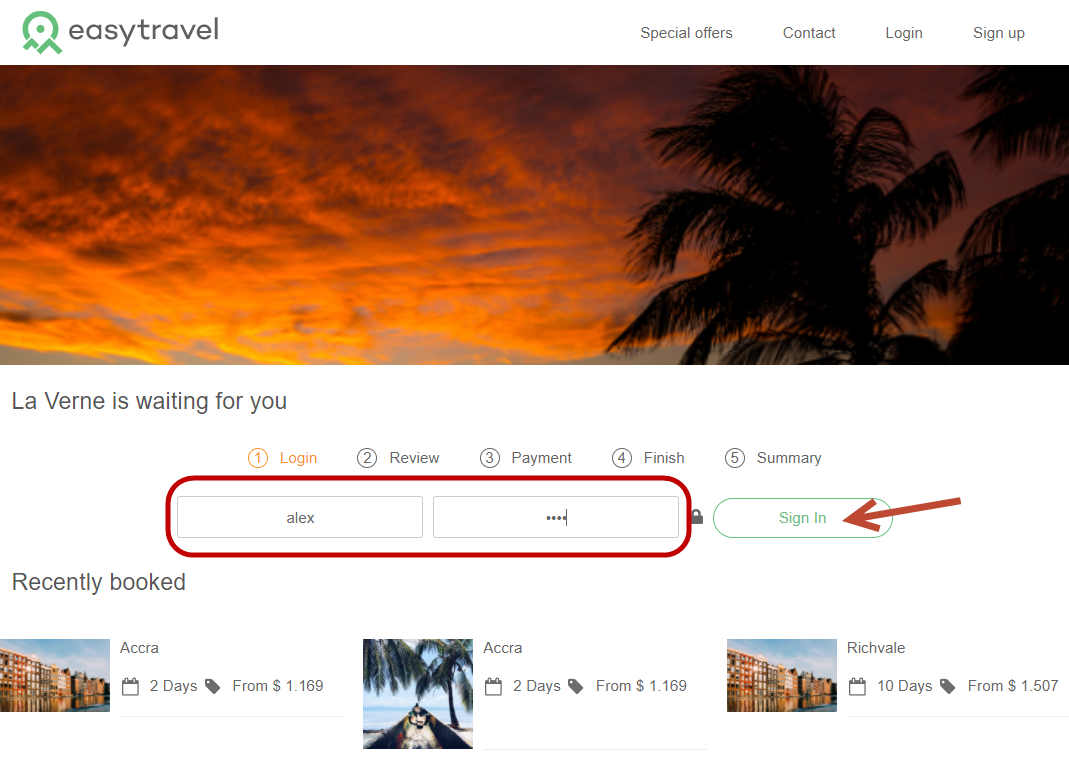 easytravel
Special offers Contact Login Sign up
La Verne is waiting for you
1 Login 2 Review 3 Payment 4 Finish 5 Summary
alex •••• Sign In
Recently booked
Accra
2 Days From $ 1.169
Accra
2 Days From $ 1.169
Richvale
10 Days From $ 1.507